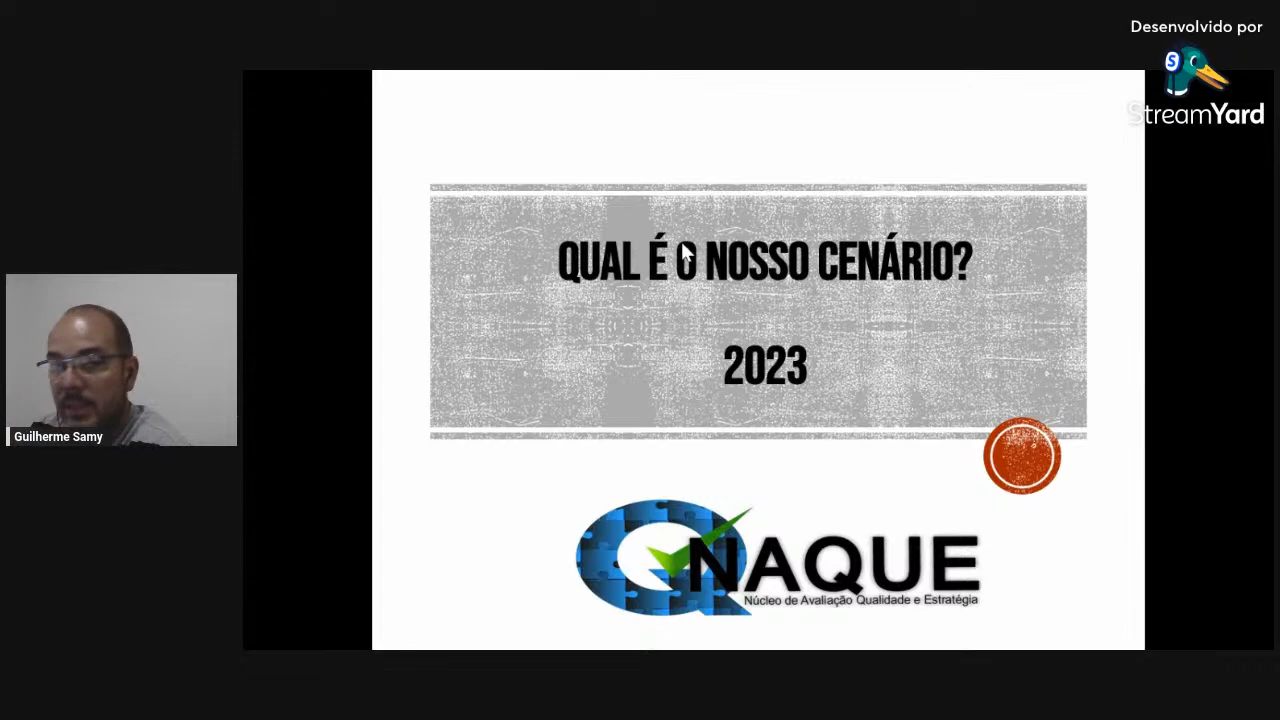 Desenvolvido por
StreamYard
QUAL É O NOSSO CENÁRIO?
2023
Guilherme Samy
NAQUE
Núcleo de Avaliação Qualidade e Estratégia